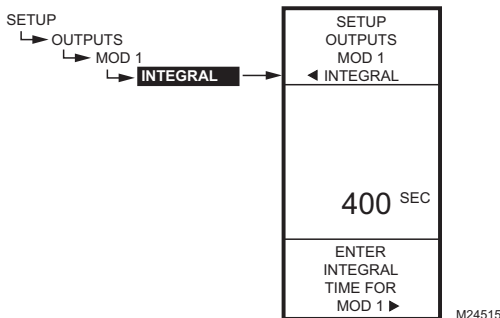 SETUP
OUTPUTS
MOD 1
INTEGRAL
SETUP
OUTPUTS
MOD 1
◄ INTEGRAL
400 SEC
ENTER
INTEGRAL
TIME FOR
MOD 1 ►
M24515